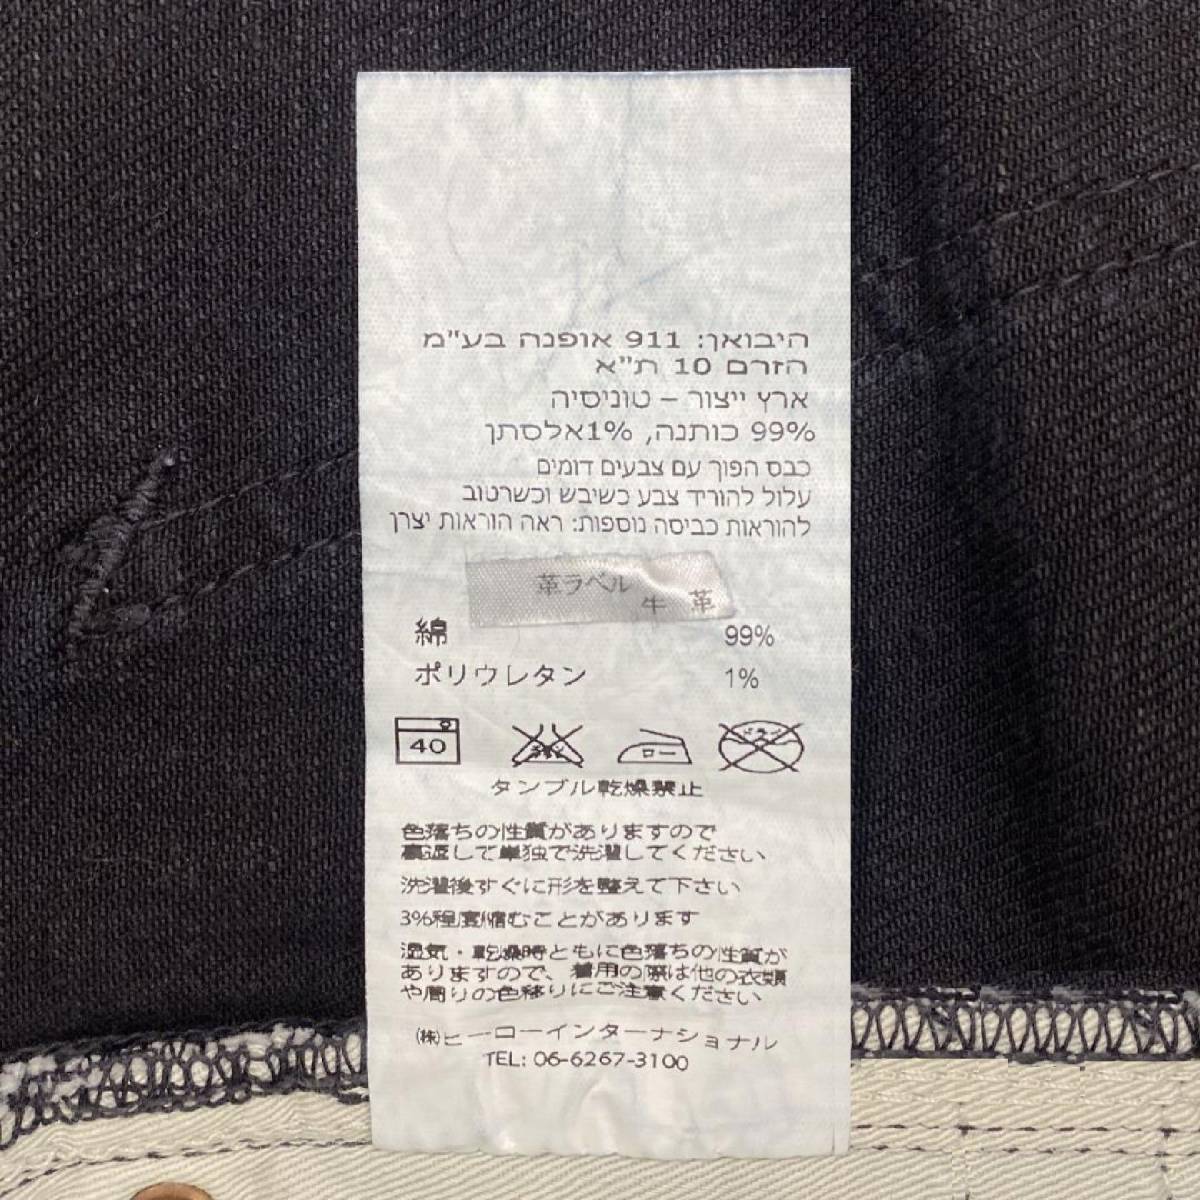 היבואן: 911 אופנה בע"מ
הזרם 10 ת"א
ארץ ייצור – טוניסיה
99% כותנה, 1%אלסתן
כבס הפוך עם צבעים דומים
עלול להוריד צבע כשיבש וכשרטוב
להוראות כביסה נוספות: ראה הוראות יצרן
革ラベル
牛 革
綿 99%
ポリウレタン 1%
40 ロー ドライ
タンブル乾燥禁止
色落ちの性質がありますので
裏返して単独で洗濯してください
洗濯後すぐに形を整えて下さい
3%程度縮むことがあります
湿気・乾燥時ともに色落ちの性質が
ありますので、着用の際は他の衣類
や周りの色移りにご注意ください
㈱ヒーローインターナショナル
TEL: 06-6267-3100